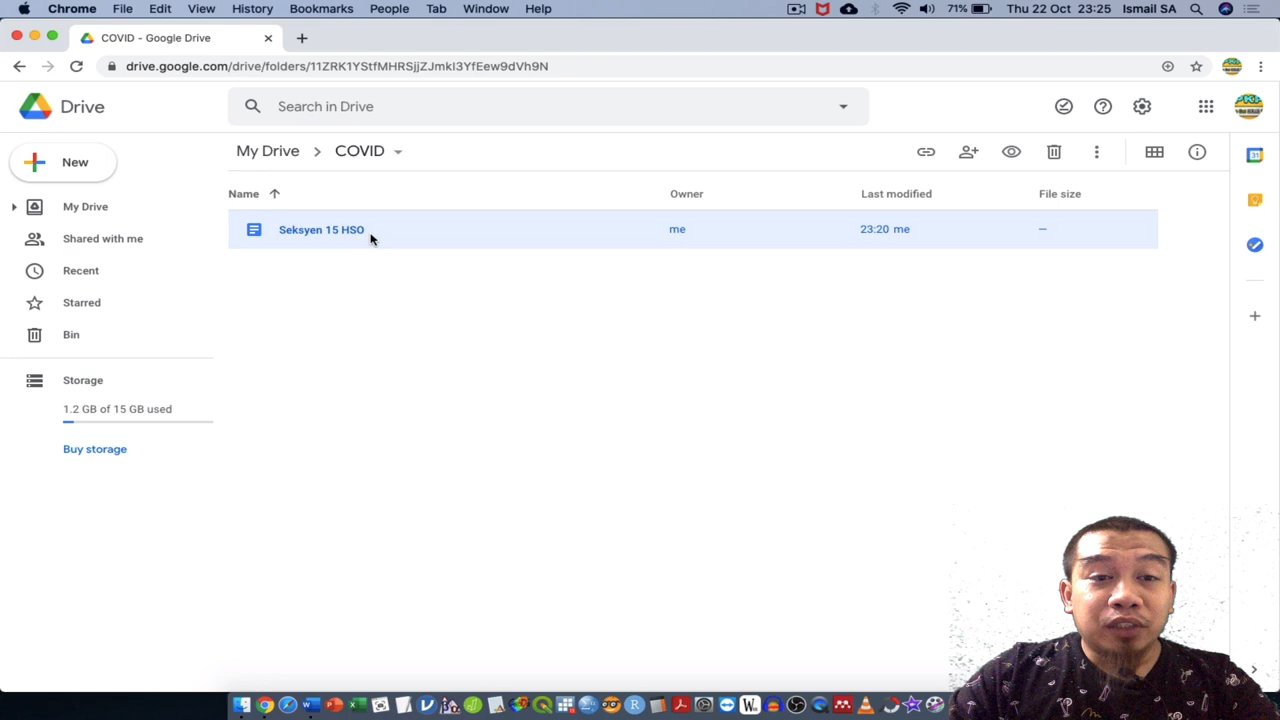 Chrome File Edit View History Bookmarks People Tab Window Help 71% Thu 22 Oct 23:25 Ismail SA
COVID - Google Drive
drive.google.com/drive/folders/11ZRK1YStfMHRSjjZJmkI3YfEew9dVh9N
Drive
Search in Drive
New
My Drive > COVID
Name Owner Last modified File size
My Drive
Seksyen 15 HSO me 23:20 me —
Shared with me
Recent
Starred
Bin
Storage
1.2 GB of 15 GB used
Buy storage
31